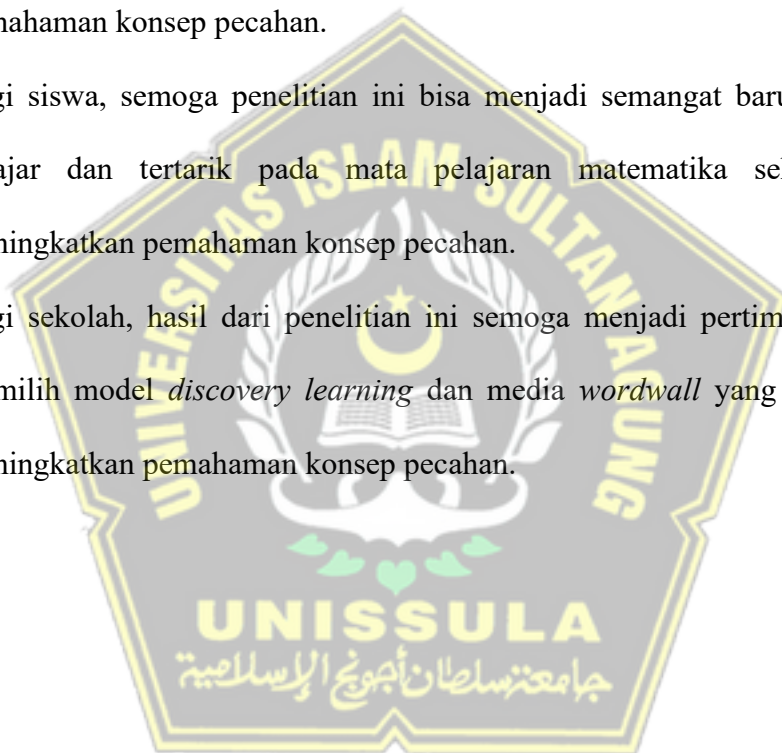 nahaman konsep pecahan.
gi siswa, semoga penelitian ini bisa menjadi semangat baru
ajar dan tertarik pada mata pelajaran matematika sel
ningkatkan pemahaman konsep pecahan.
gi sekolah, hasil dari penelitian ini semoga menjadi pertim
milih model discovery learning dan media wordwall yang
ningkatkan pemahaman konsep pecahan.
UNIVERSITAS ISLAM SULTAN AGUNG
UNISSULA
جامعة سلطان أجونج الإسلامية